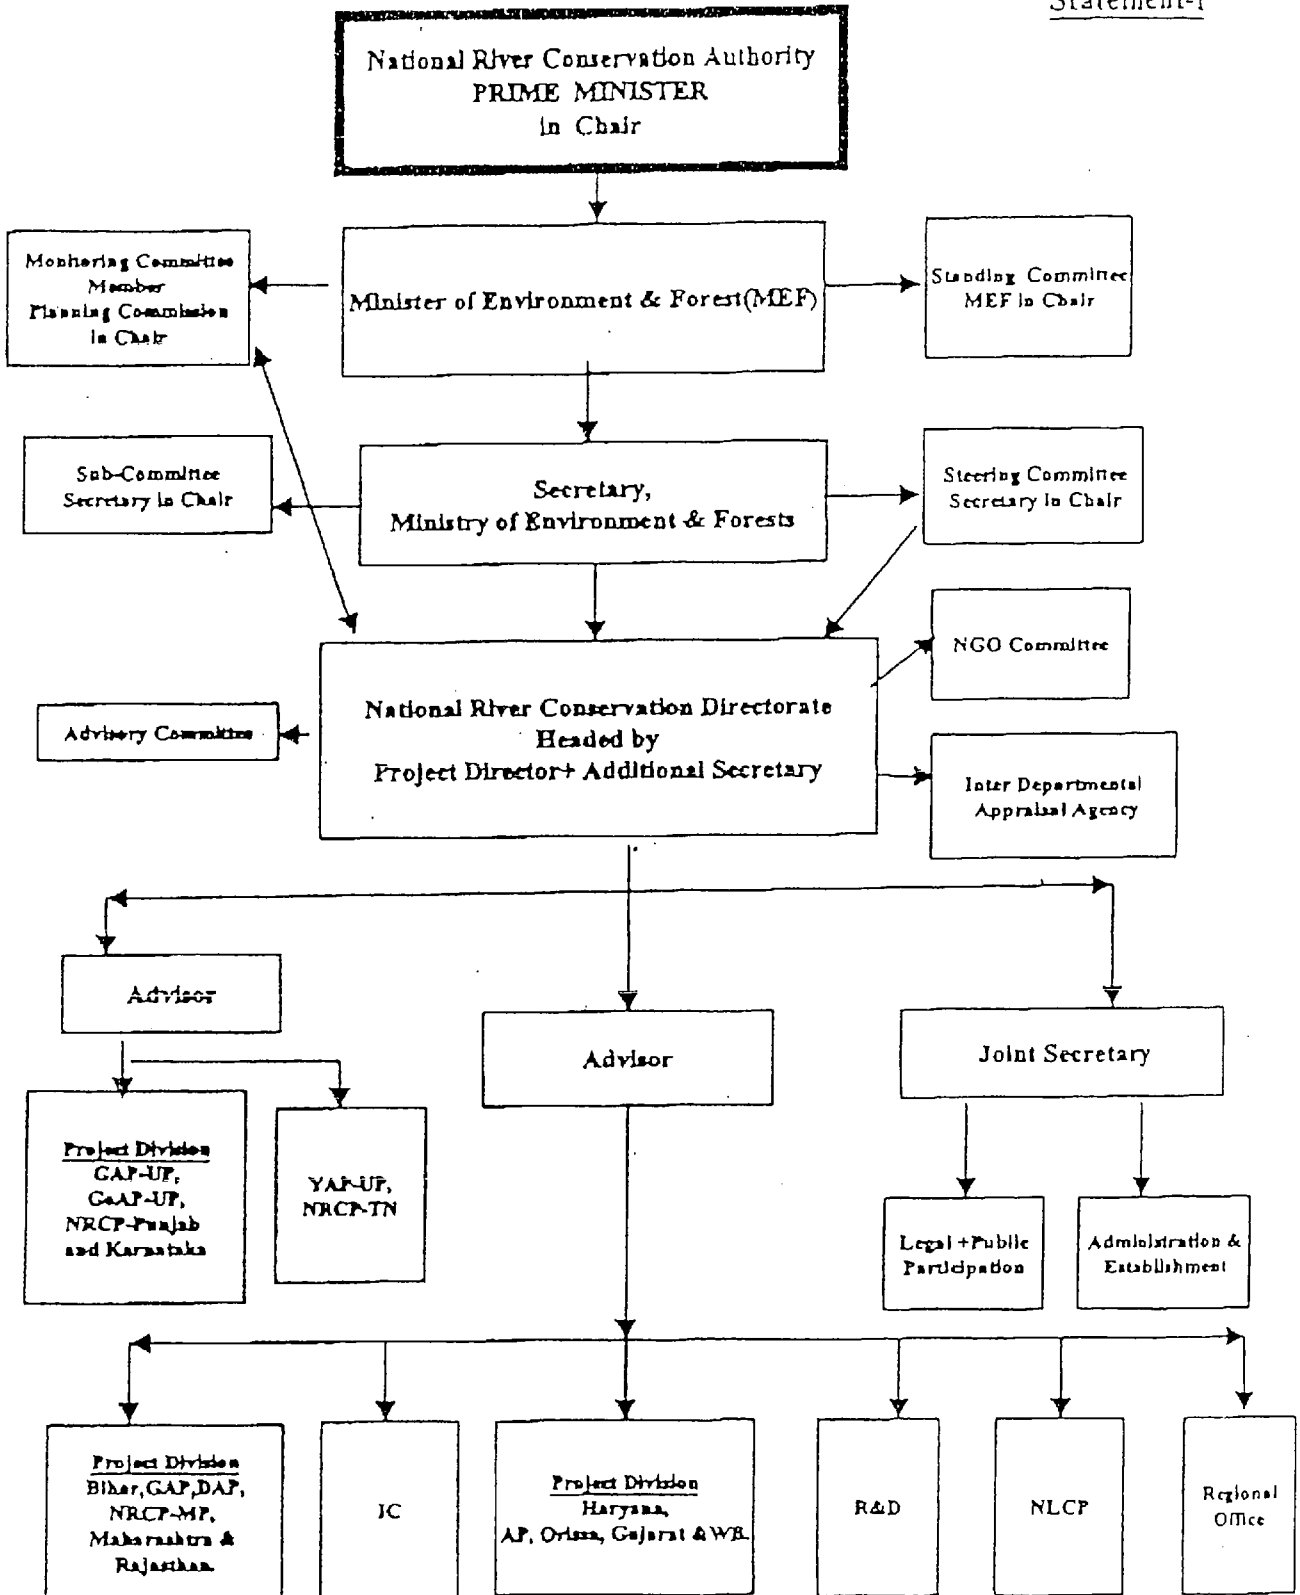 Statement-I
National River Conservation Authority
PRIME MINISTER
in Chair
Monitoring Committee
Member
Planning Commission
in Chair
Minister of Environment & Forest(MEF)
Standing Committee
MEF in Chair
Sub-Committee
Secretary in Chair
Secretary,
Ministry of Environment & Forests
Steering Committee
Secretary in Chair
NGO Committee
Advisory Committee
National River Conservation Directorate
Headed by
Project Director+ Additional Secretary
Inter Departmental
Appraisal Agency
Advisor
Advisor
Joint Secretary
Project Division
GAP-UP,
GoAP-UP,
NRCP-Punjab
and Karnataka
YAP-UP,
NRCP-TN
Legal +Public
Participation
Administration &
Establishment
Project Division
Bihar,GAP,DAP,
NRCP-MP,
Maharashtra &
Rajasthan.
IC
Project Division
Haryana,
AP, Orissa, Gujarat & WB.
R&D
NLCP
Regional
Office